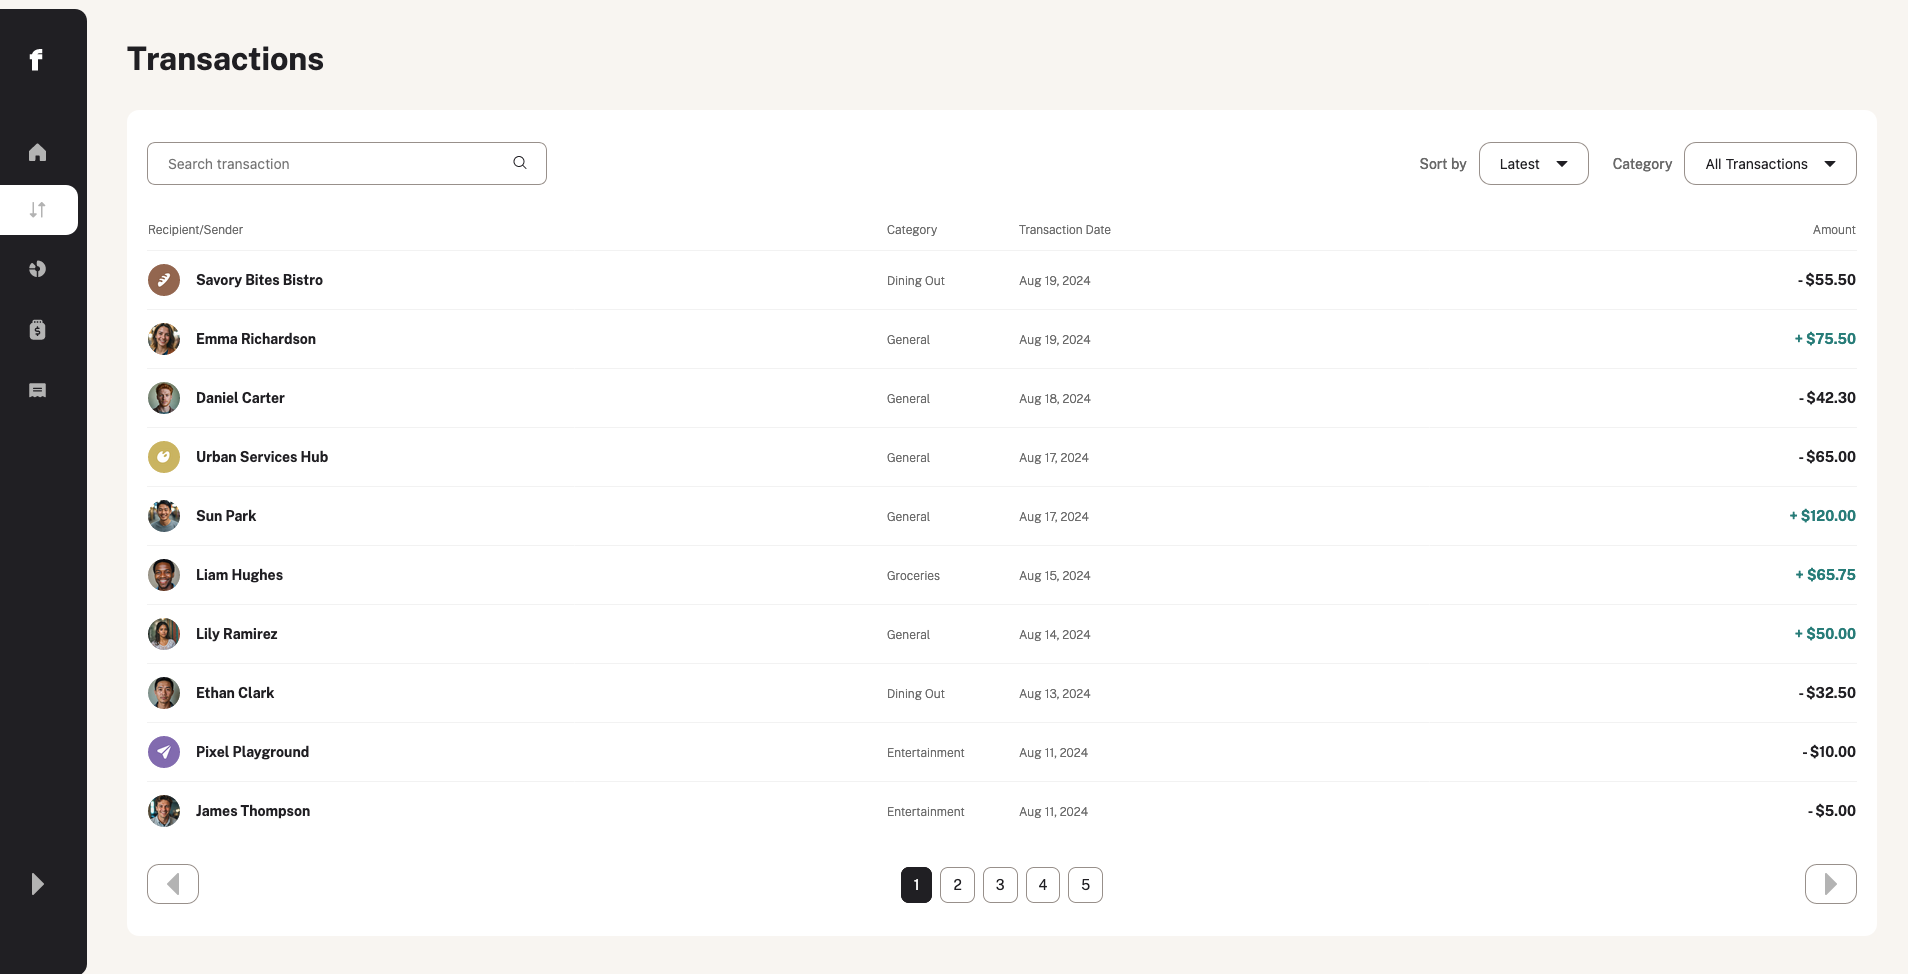 f
Transactions
Search transaction
Sort by Latest Category All Transactions
Recipient/Sender Category Transaction Date Amount
Savory Bites Bistro Dining Out Aug 19, 2024 - $55.50
Emma Richardson General Aug 19, 2024 + $75.50
Daniel Carter General Aug 18, 2024 - $42.30
Urban Services Hub General Aug 17, 2024 - $65.00
Sun Park General Aug 17, 2024 + $120.00
Liam Hughes Groceries Aug 15, 2024 + $65.75
Lily Ramirez General Aug 14, 2024 + $50.00
Ethan Clark Dining Out Aug 13, 2024 - $32.50
Pixel Playground Entertainment Aug 11, 2024 - $10.00
James Thompson Entertainment Aug 11, 2024 - $5.00
1 2 3 4 5